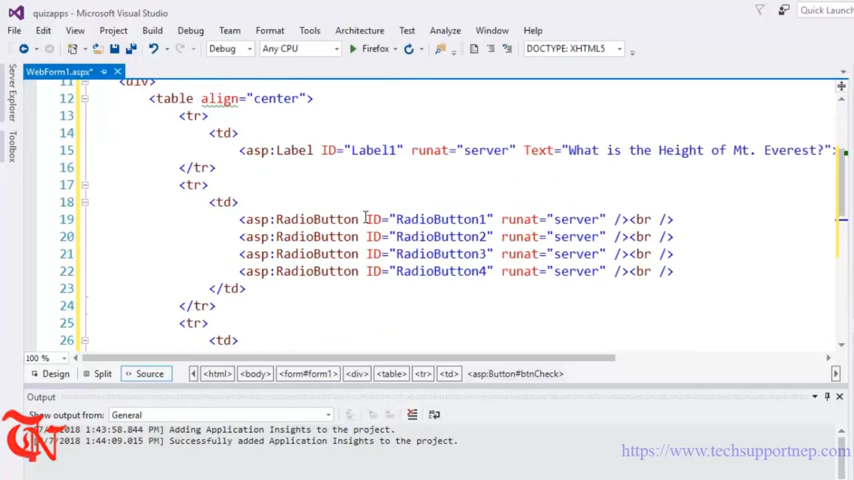 quizapps - Microsoft Visual Studio
Quick Launch
File Edit View Project Build Debug Team Format Tools Architecture Test Analyze Window Help
Debug Any CPU Firefox DOCTYPE: XHTML5
WebForm1.aspx*
Server Explorer
Toolbox
11 <div>
12 <table align="center">
13 <tr>
14 <td>
15 <asp:Label ID="Label1" runat="server" Text="What is the Height of Mt. Everest?">
16 </tr>
17 <tr>
18 <td>
19 <asp:RadioButton ID="RadioButton1" runat="server" /><br />
20 <asp:RadioButton ID="RadioButton2" runat="server" /><br />
21 <asp:RadioButton ID="RadioButton3" runat="server" /><br />
22 <asp:RadioButton ID="RadioButton4" runat="server" /><br />
23 </td>
24 </tr>
25 <tr>
26 <td>
100 %
Design Split Source <html> <body> <form#form1> <div> <table> <tr> <td> <asp:Button#btnCheck>
Output
Show output from: General
/7/2018 1:43:58.844 PM] Adding Application Insights to the project.
/7/2018 1:44:09.015 PM] Successfully added Application Insights to the project.
https://www.techsupportnep.com